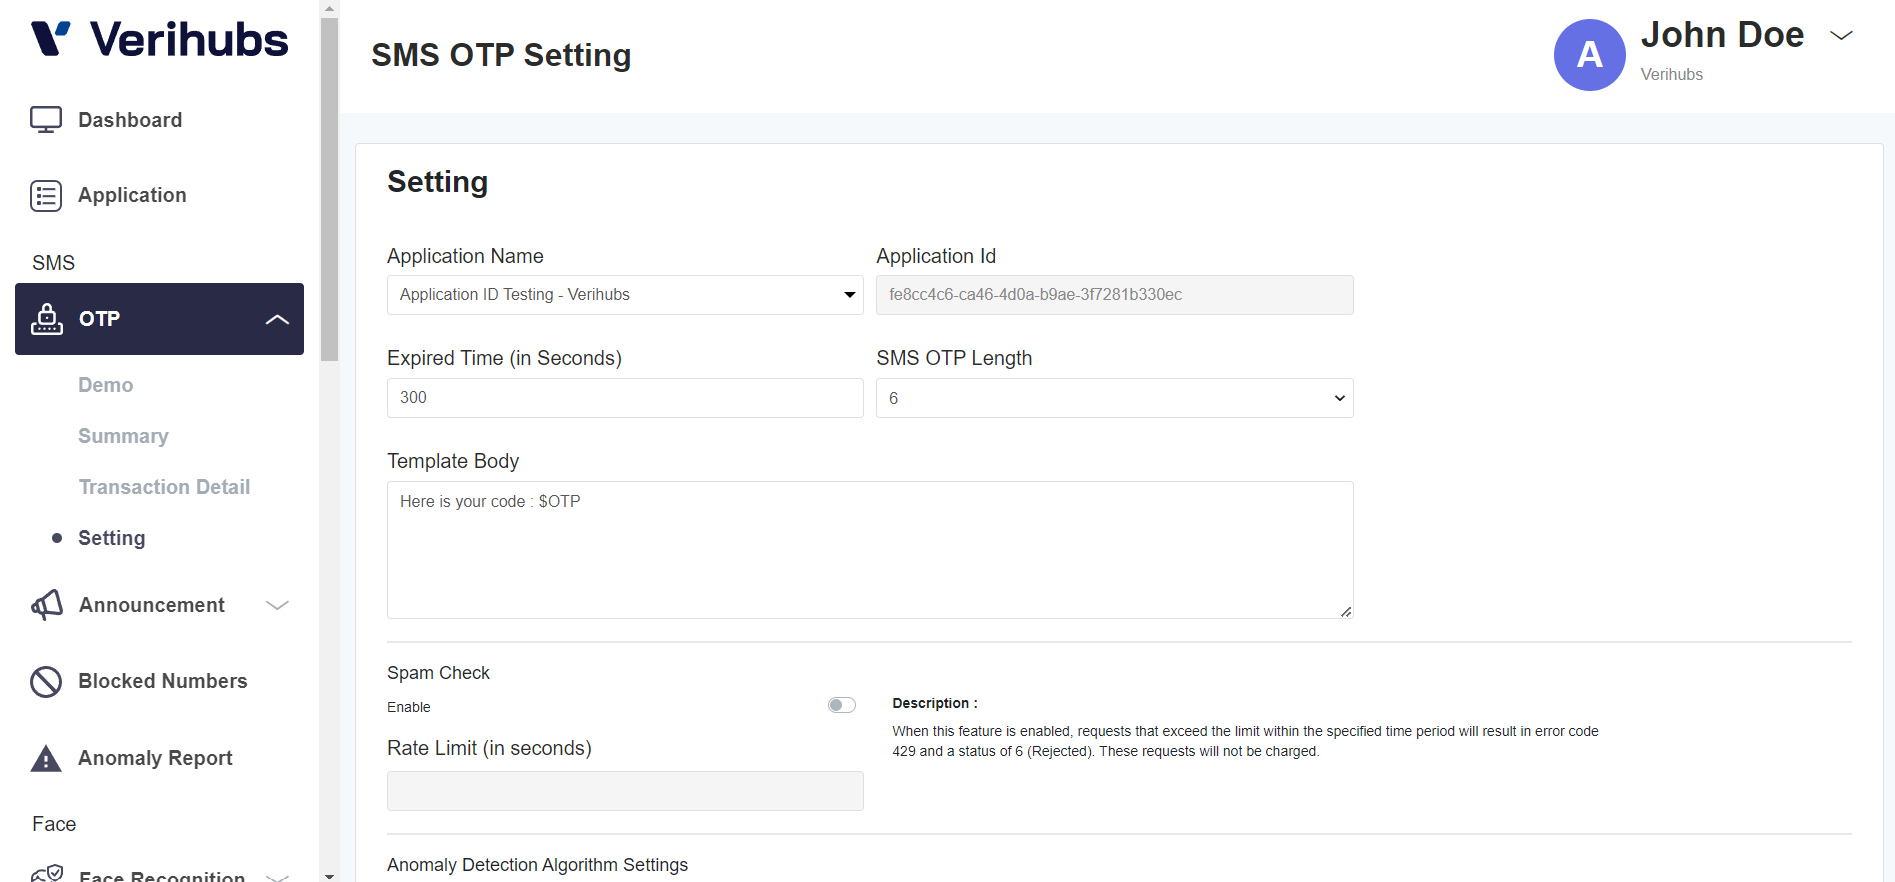 Verihubs
Dashboard
Application
SMS
OTP
Demo
Summary
Transaction Detail
Setting
Announcement
Blocked Numbers
Anomaly Report
Face
Face Recognition
SMS OTP Setting
A
John Doe
Verihubs
Setting
Application Name
Application Id
Application ID Testing - Verihubs
fe8cc4c6-ca46-4d0a-b9ae-3f7281b330ec
Expired Time (in Seconds)
SMS OTP Length
300
6
Template Body
Here is your code : $OTP
Spam Check
Enable
Rate Limit (in seconds)
Description :
When this feature is enabled, requests that exceed the limit within the specified time period will result in error code
429 and a status of 6 (Rejected). These requests will not be charged.
Anomaly Detection Algorithm Settings